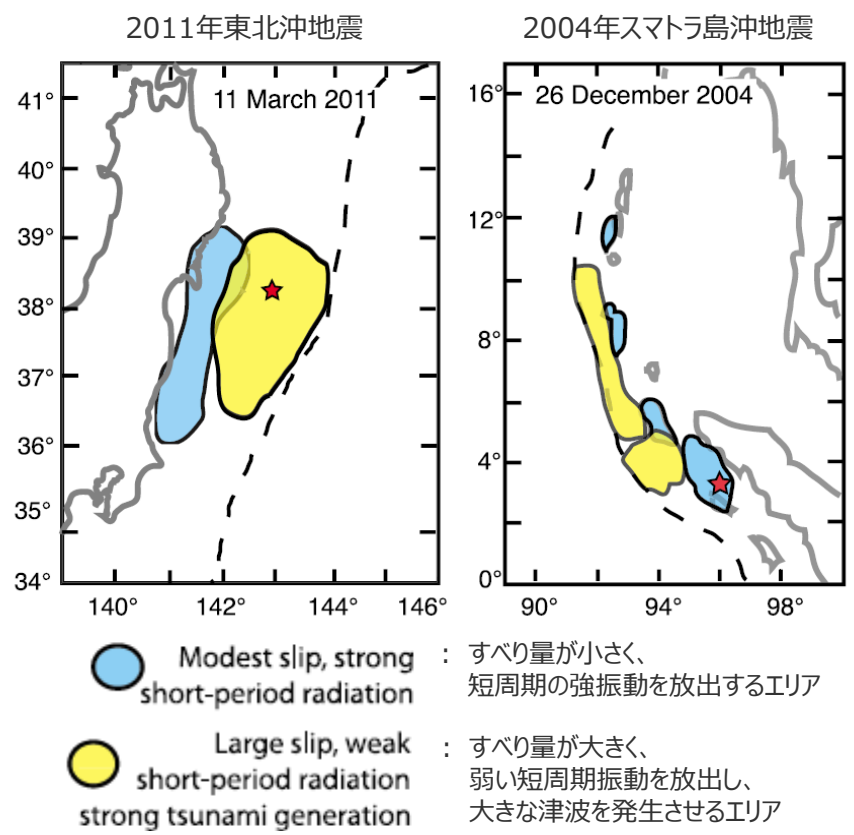 2011年東北沖地震
2004年スマトラ島沖地震
11 March 2011
41°
40°
39°
38°
37°
36°
35°
34°
140°
142°
144°
146°
26 December 2004
16°
12°
8°
4°
0°
90°
94°
98°
Modest slip, strong
short-period radiation
: すべり量が小さく、
短周期の強振動を放出するエリア
Large slip, weak
short-period radiation
strong tsunami generation
: すべり量が大きく、
弱い短周期振動を放出し、
大きな津波を発生させるエリア